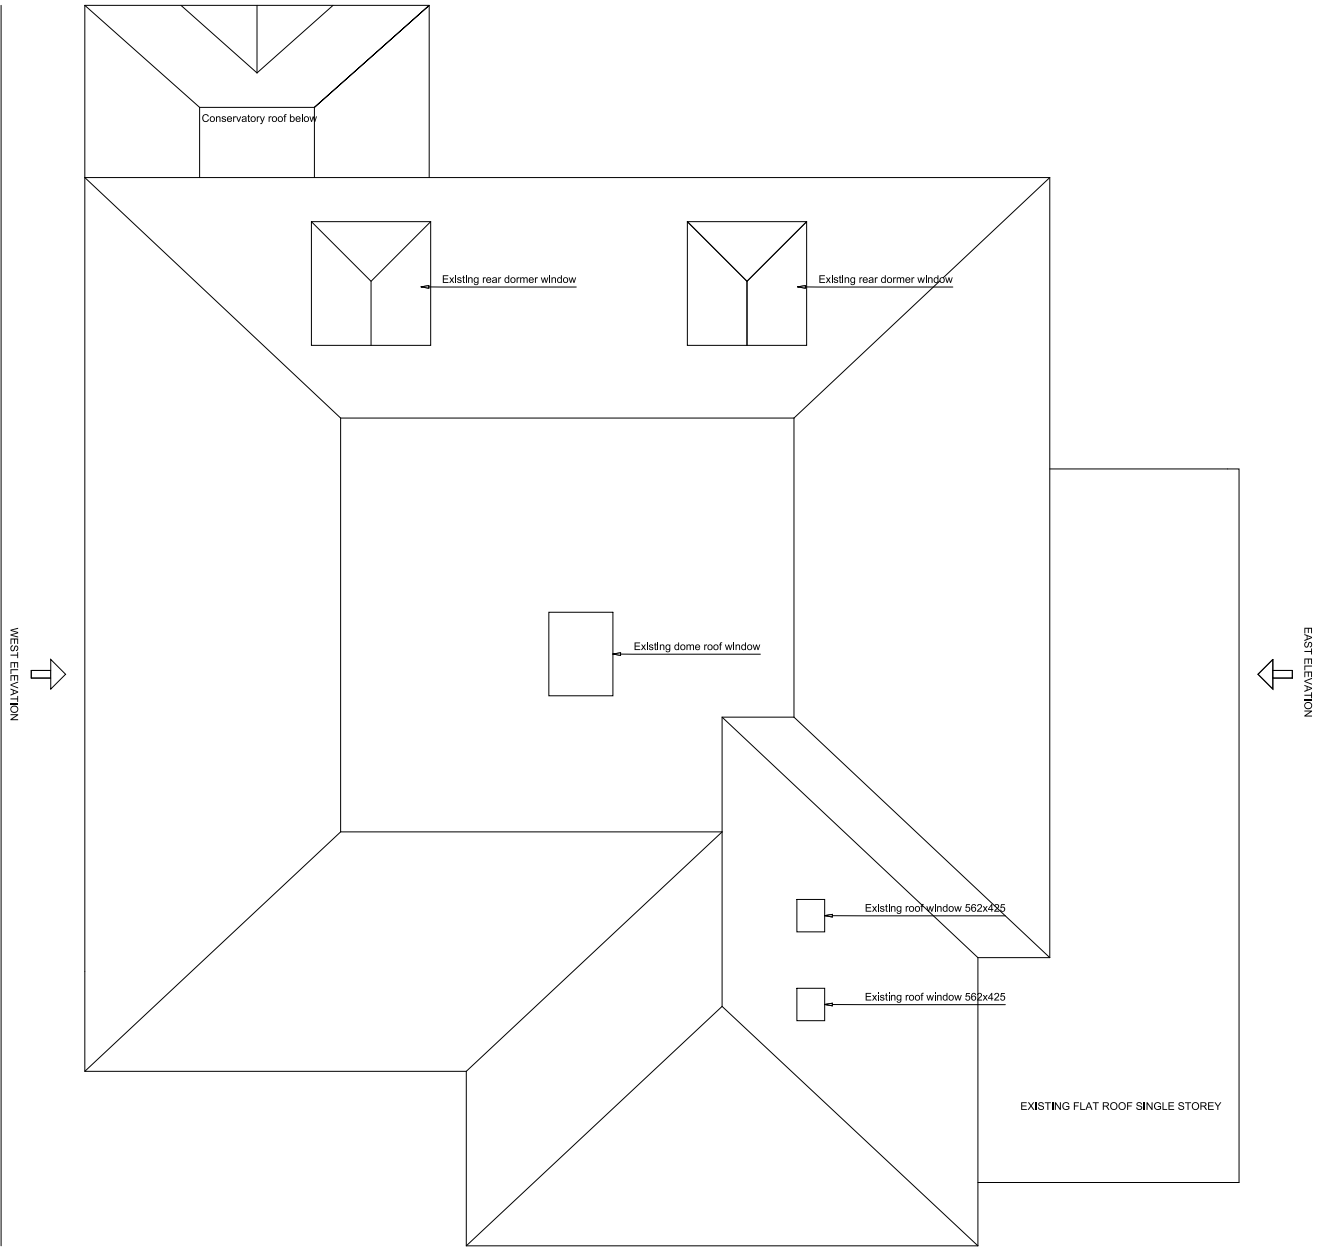 Conservatory roof below
Existing rear dormer window
Existing rear dormer window
Existing dome roof window
WEST ELEVATION
EAST ELEVATION
Existing roof window 562x425
Existing roof window 562x425
EXISTING FLAT ROOF SINGLE STOREY